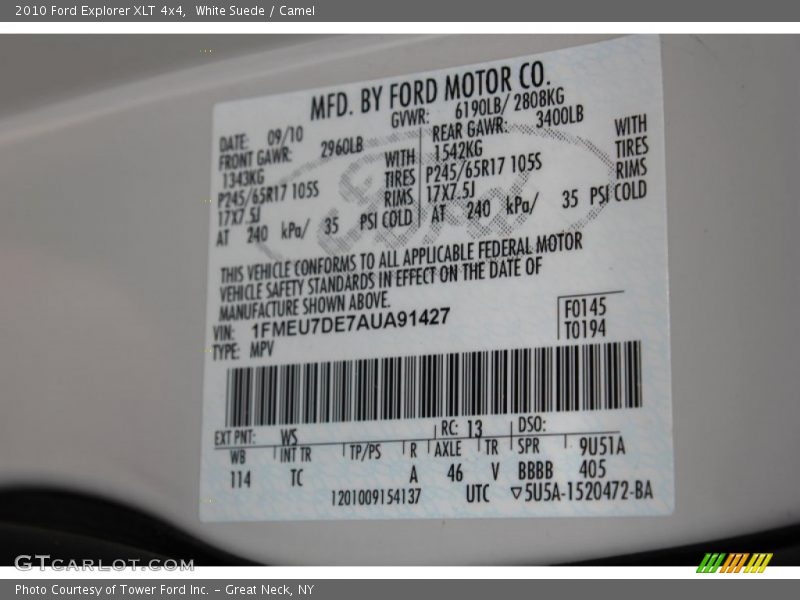 2010 Ford Explorer XLT 4x4, White Suede / Camel
MFD. BY FORD MOTOR CO.
DATE: 09/10 GVWR: 6190LB/ 2808KG
FRONT GAWR: 2960LB REAR GAWR: 3400LB
1343KG WITH 1542KG WITH
P245/65R17 105S TIRES P245/65R17 105S TIRES
17X7.5J RIMS 17X7.5J RIMS
AT 240 kPa/ 35 PSI COLD AT 240 kPa/ 35 PSI COLD
Ford
THIS VEHICLE CONFORMS TO ALL APPLICABLE FEDERAL MOTOR
VEHICLE SAFETY STANDARDS IN EFFECT ON THE DATE OF
MANUFACTURE SHOWN ABOVE.
VIN: 1FMEU7DE7AUA91427 F0145
TYPE: MPV T0194
EXT PNT: WS RC: 13 DSO:
WB INT TR TP/PS R AXLE TR SPR 9U51A
114 TC A 46 V BBBB 405
1201009154137 UTC ▽5U5A-1520472-BA
GTCARLOT.COM
Photo Courtesy of Tower Ford Inc. – Great Neck, NY